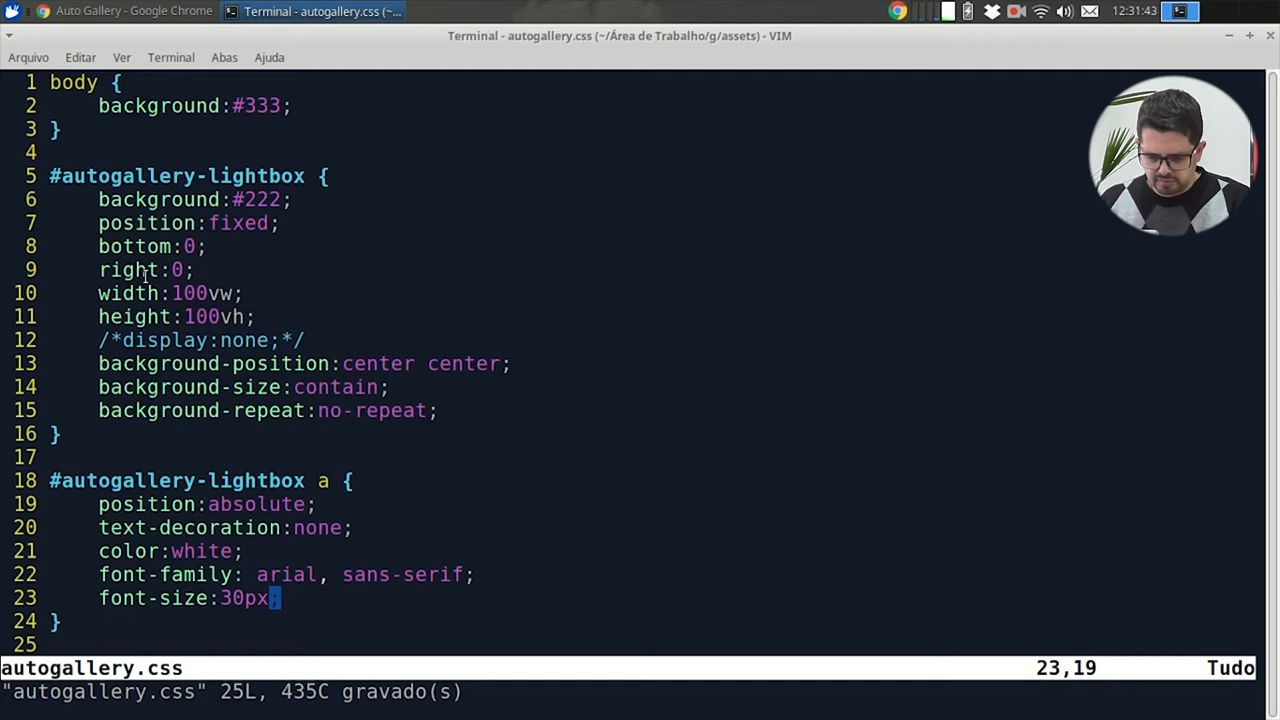 Auto Gallery - Google Chrome
Terminal - autogallery.css (~...
12:31:43
Terminal - autogallery.css (~/Área de Trabalho/g/assets) - VIM
Arquivo Editar Ver Terminal Abas Ajuda
1 body {
2 background:#333;
3 }
4
5 #autogallery-lightbox {
6 background:#222;
7 position:fixed;
8 bottom:0;
9 right:0;
10 width:100vw;
11 height:100vh;
12 /*display:none;*/
13 background-position:center center;
14 background-size:contain;
15 background-repeat:no-repeat;
16 }
17
18 #autogallery-lightbox a {
19 position:absolute;
20 text-decoration:none;
21 color:white;
22 font-family: arial, sans-serif;
23 font-size:30px;
24 }
25
autogallery.css 23,19 Tudo
"autogallery.css" 25L, 435C gravado(s)